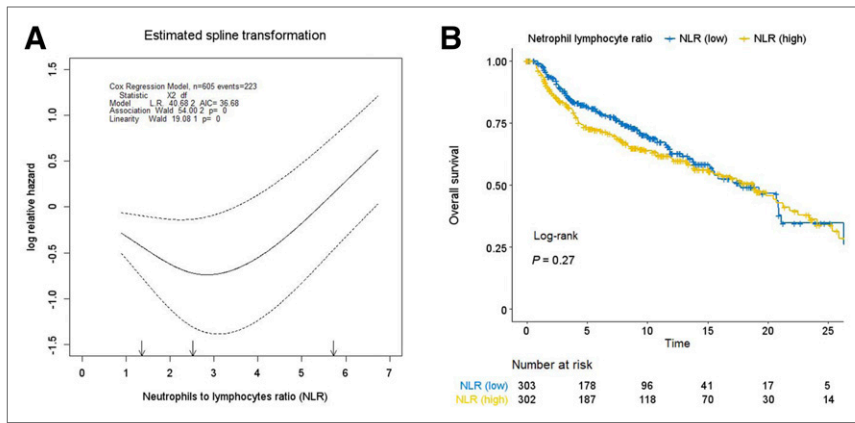 A
Estimated spline transformation
Cox Regression Model, n=605 events=223
Statistic X2 df
Model L.R. 40.68 2 AIC= 36.68
Association Wald 54.00 2 p= 0
Linearity Wald 19.08 1 p= 0
log relative hazard
1.5
1.0
0.5
0
-0.5
-1.0
-1.5
0 1 2 3 4 5 6 7
Neutrophils to lymphocytes ratio (NLR)
B
Netrophil lymphocyte ratio NLR (low) NLR (high)
Overall survival
1.00
0.75
0.50
0.25
0
Log-rank
P = 0.27
0 5 10 15 20 25
Time
Number at risk
NLR (low) 303 178 96 41 17 5
NLR (high) 302 187 118 70 30 14